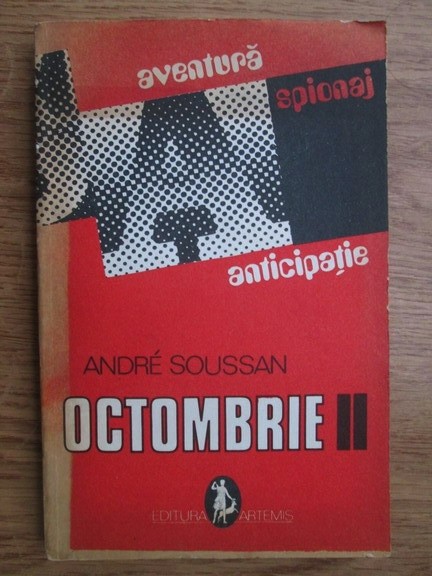 aventură
spionaj
A
anticipație
ANDRÉ SOUSSAN
OCTOMBRIE II
EDITURA ARTEMIS